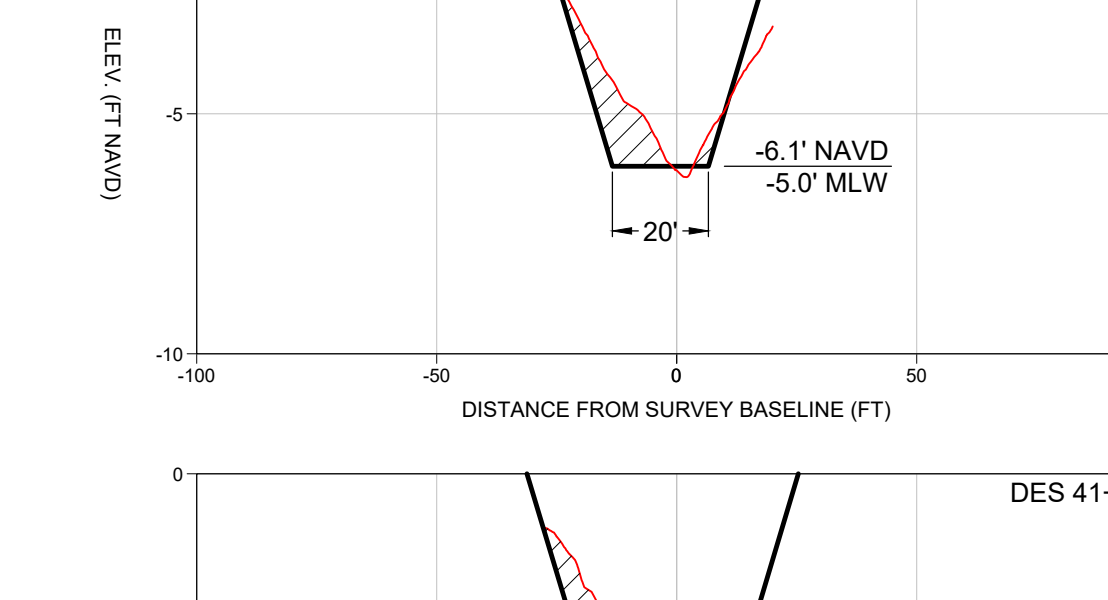 ELEV. (FT NAVD)
-5
-6.1' NAVD
-5.0' MLW
20'
-10
-100
-50
0
50
DISTANCE FROM SURVEY BASELINE (FT)
0
DES 41